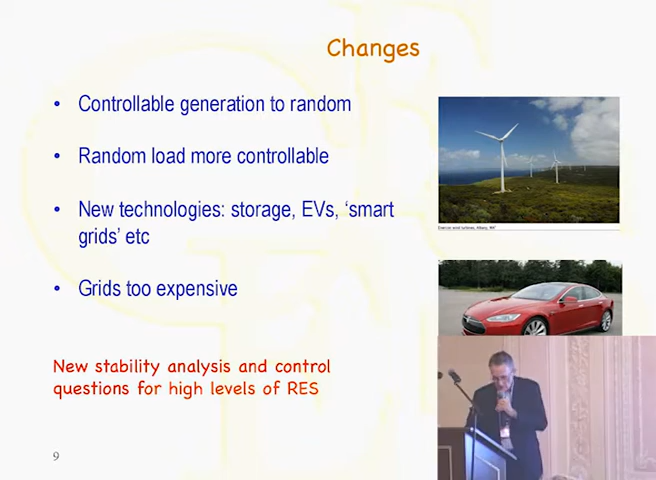 Changes
• Controllable generation to random
• Random load more controllable
• New technologies: storage, EVs, ‘smart
grids’ etc
• Grids too expensive
New stability analysis and control
questions for high levels of RES
9